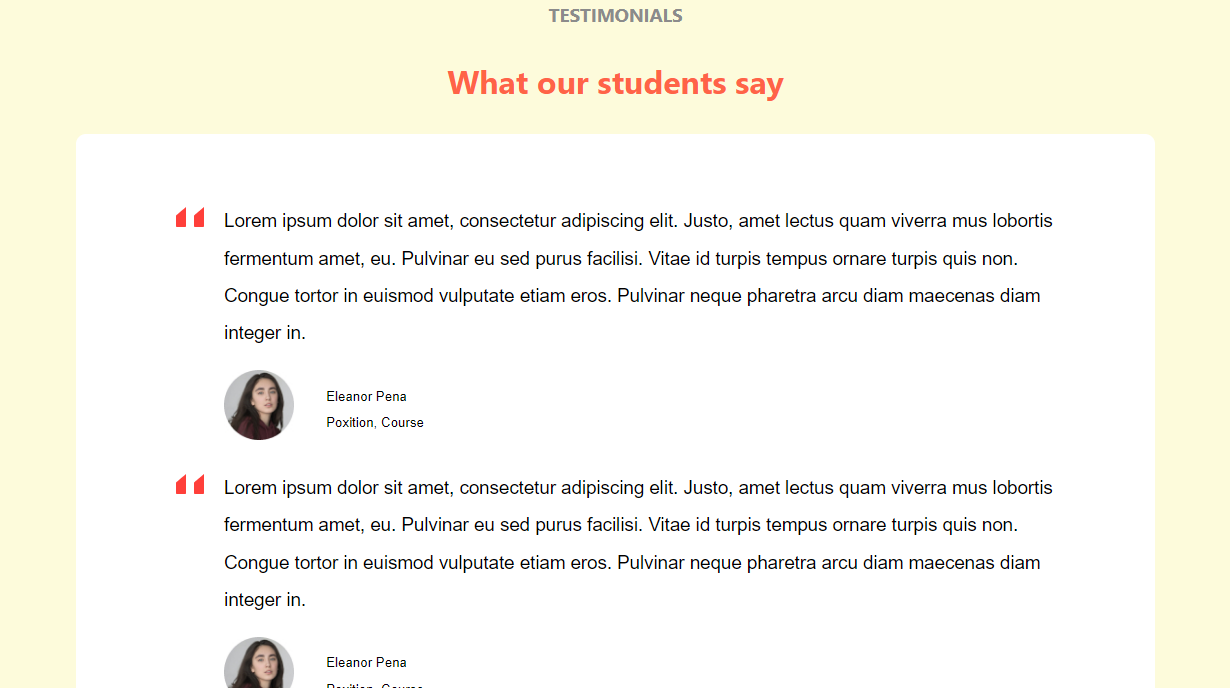 TESTIMONIALS
What our students say
Lorem ipsum dolor sit amet, consectetur adipiscing elit. Justo, amet lectus quam viverra mus lobortis
fermentum amet, eu. Pulvinar eu sed purus facilisi. Vitae id turpis tempus ornare turpis quis non.
Congue tortor in euismod vulputate etiam eros. Pulvinar neque pharetra arcu diam maecenas diam
integer in.
Eleanor Pena
Poxition, Course
Lorem ipsum dolor sit amet, consectetur adipiscing elit. Justo, amet lectus quam viverra mus lobortis
fermentum amet, eu. Pulvinar eu sed purus facilisi. Vitae id turpis tempus ornare turpis quis non.
Congue tortor in euismod vulputate etiam eros. Pulvinar neque pharetra arcu diam maecenas diam
integer in.
Eleanor Pena